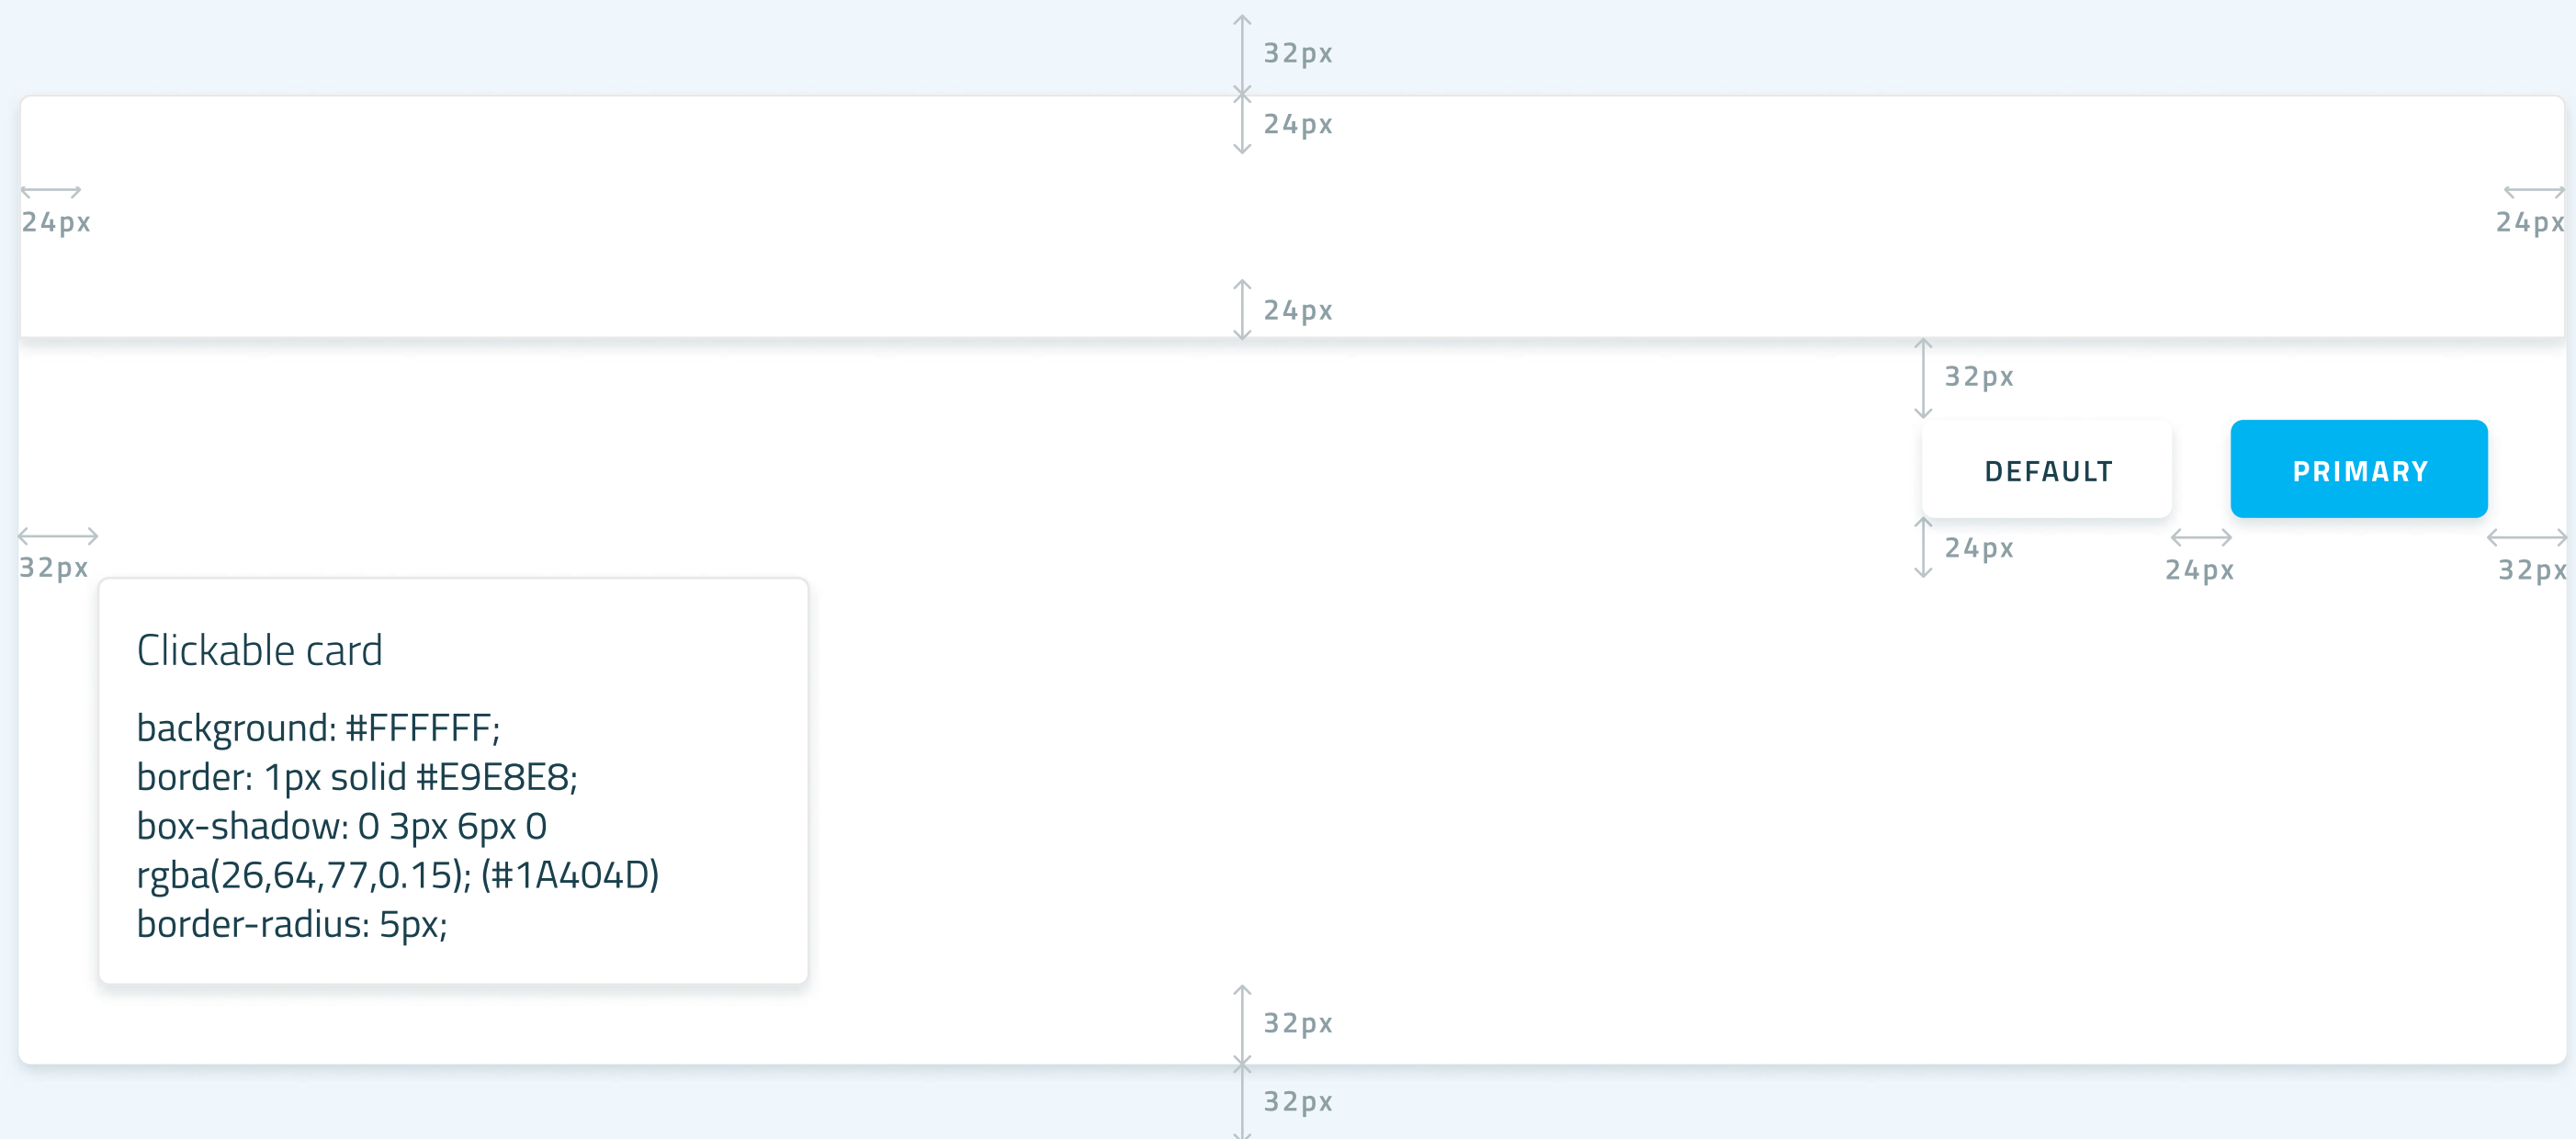 32px
24px
24px
24px
24px
32px
DEFAULT
PRIMARY
32px
24px
24px
32px
Clickable card
background: #FFFFFF;
border: 1px solid #E9E8E8;
box-shadow: 0 3px 6px 0
rgba(26,64,77,0.15); (#1A404D)
border-radius: 5px;
32px
32px